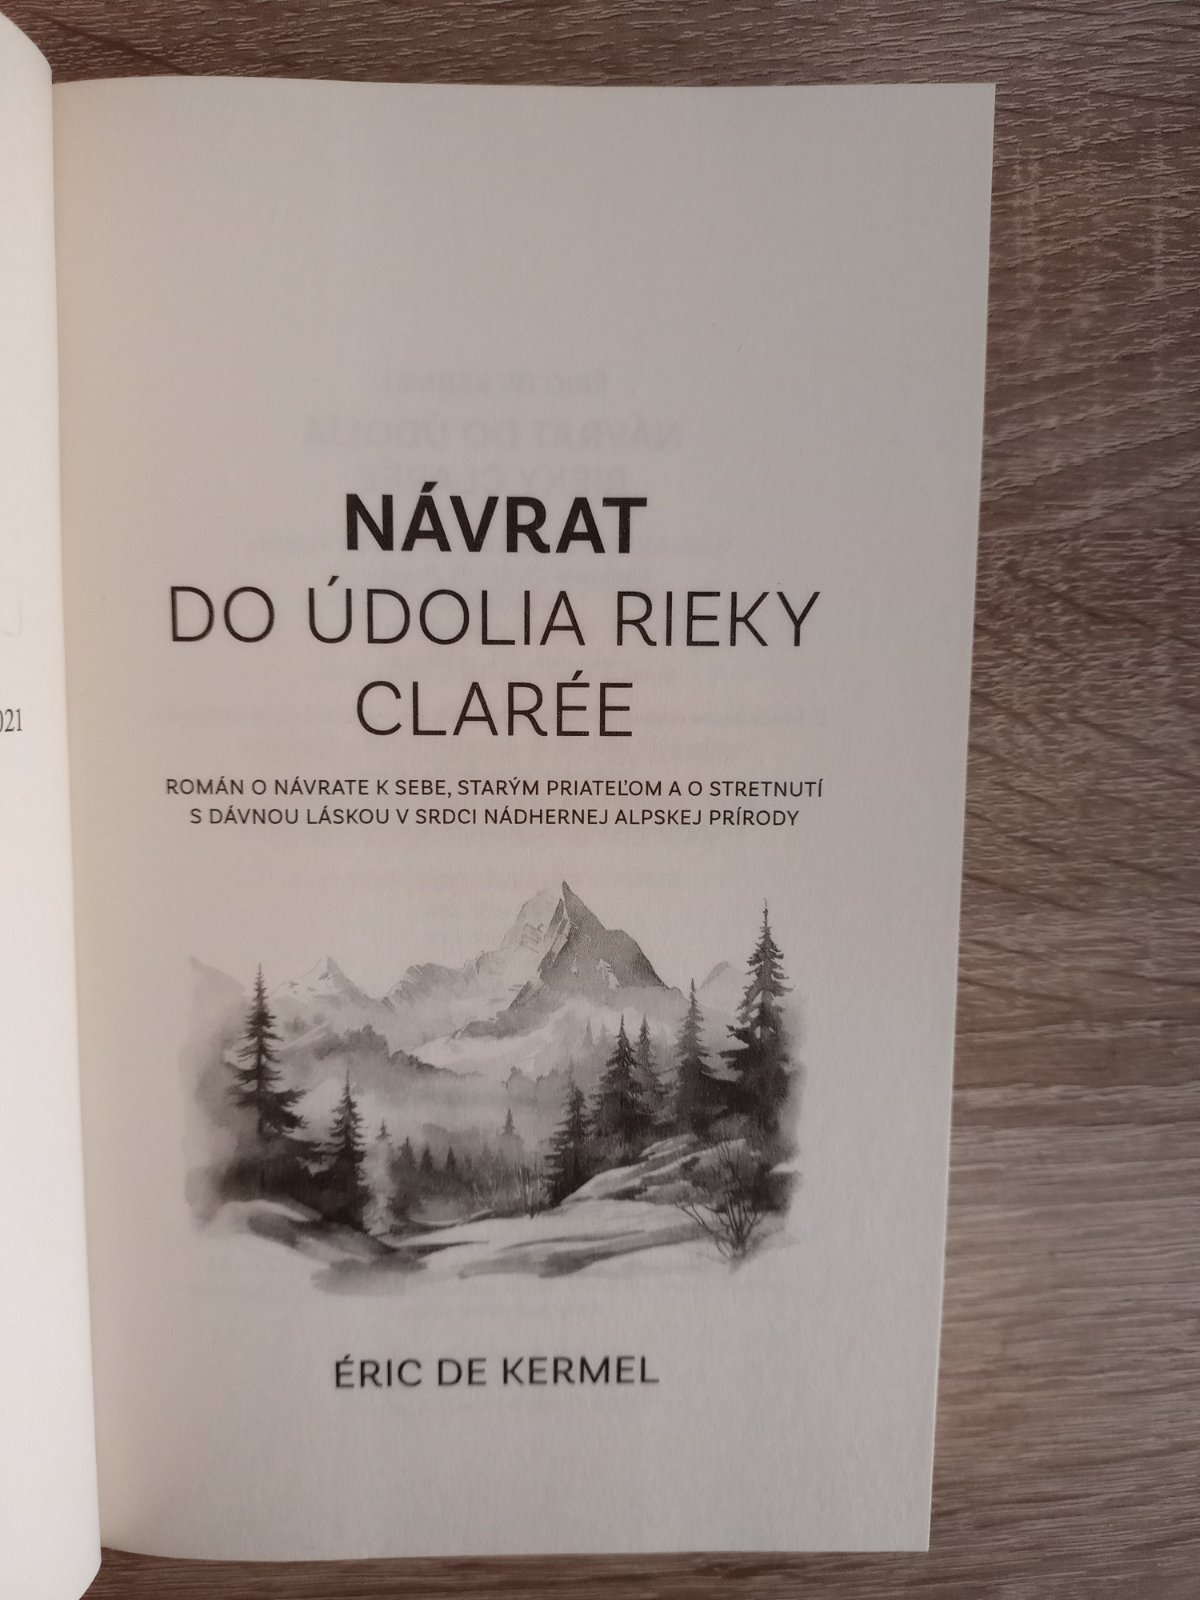 NÁVRAT
DO ÚDOLIA RIEKY
CLARÉE
ROMÁN O NÁVRATE K SEBE, STARÝM PRIATEĽOM A O STRETNUTÍ
S DÁVNOU LÁSKOU V SRDCI NÁDHERNEJ ALPSKEJ PRÍRODY
ÉRIC DE KERMEL